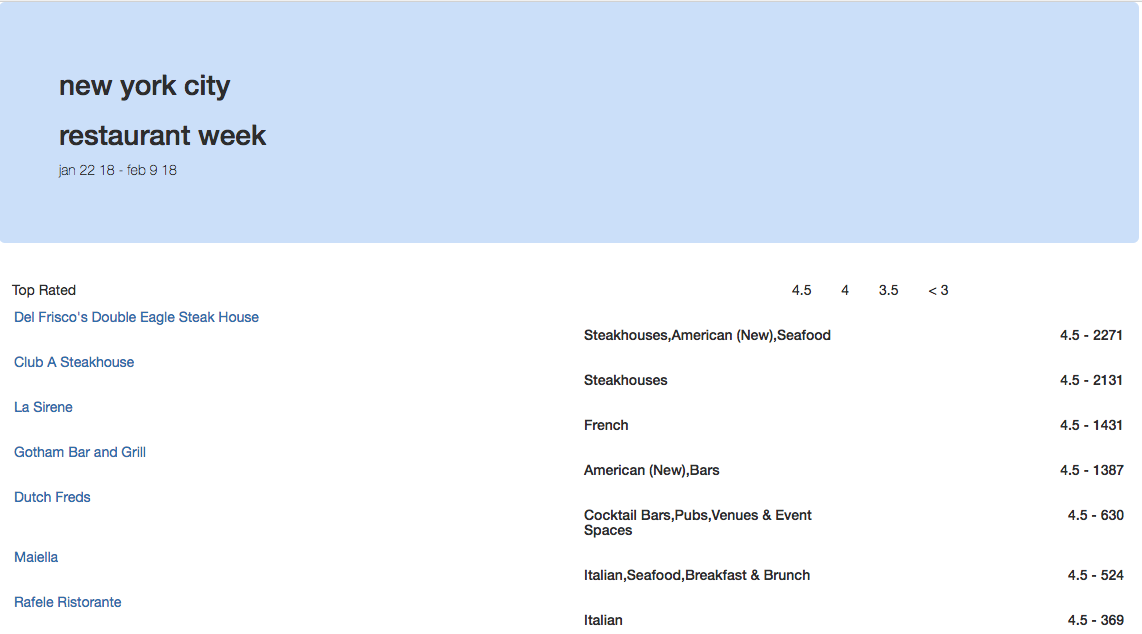 new york city
restaurant week
jan 22 18 - feb 9 18
Top Rated 4.5 4 3.5 < 3
Del Frisco's Double Eagle Steak House
Steakhouses,American (New),Seafood 4.5 - 2271
Club A Steakhouse
Steakhouses 4.5 - 2131
La Sirene
French 4.5 - 1431
Gotham Bar and Grill
American (New),Bars 4.5 - 1387
Dutch Freds
Cocktail Bars,Pubs,Venues & Event 4.5 - 630
Spaces
Maiella
Italian,Seafood,Breakfast & Brunch 4.5 - 524
Rafele Ristorante
Italian 4.5 - 369